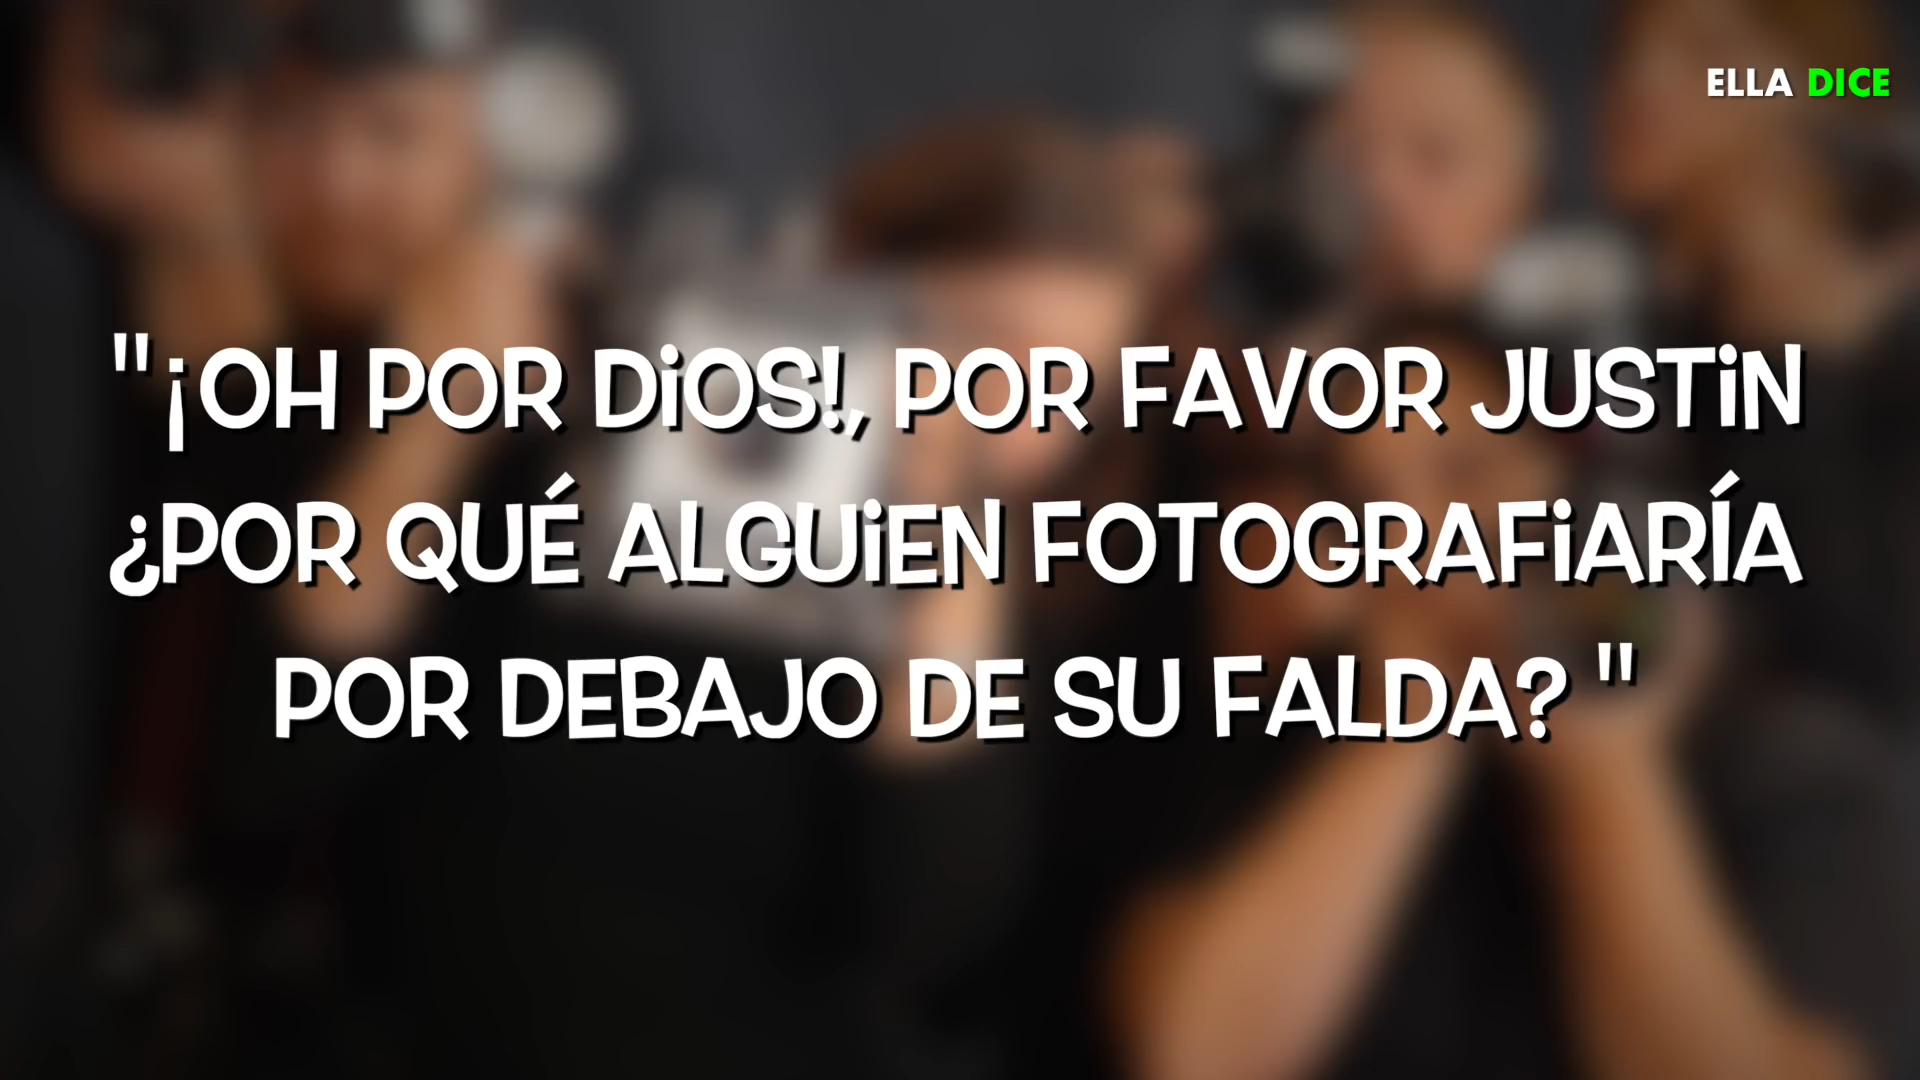 ELLA DICE
"¡OH POR DiOS!, POR FAVOR JUSTiN
¿POR QUÉ ALGUiEN FOTOGRAFiARÍA
POR DEBAJO DE SU FALDA? "